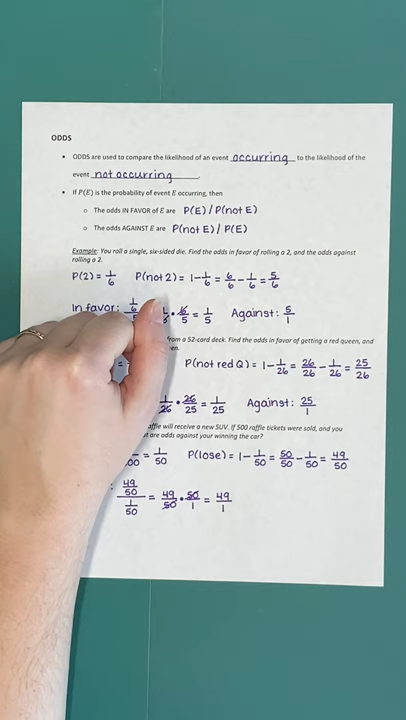 ODDS
• ODDS are used to compare the likelihood of an event occurring to the likelihood of the
event not occurring.
• If P(E) is the probability of event E occurring, then
o The odds IN FAVOR of E are P(E) / P(not E)
o The odds AGAINST E are P(not E) / P(E)
Example: You roll a single, six-sided die. Find the odds in favor of rolling a 2, and the odds against
rolling a 2.
P(2) = 1/6 P(not 2) = 1 - 1/6 = 6/6 - 1/6 = 5/6
In favor: • 6/5 = 1/5 Against: 5/1
from a 52-card deck. Find the odds in favor of getting a red queen, and
= P(not red Q) = 1 - 1/26 = 26/26 - 1/26 = 25/26
1/26 • 26/25 = 1/25 Against: 25/1
will receive a new SUV. If 500 raffle tickets were sold, and you
are odds against your winning the car?
= 1/50 P(lose) = 1 - 1/50 = 50/50 - 1/50 = 49/50
: 49/50 / 1/50 = 49/50 • 50/1 = 49/1